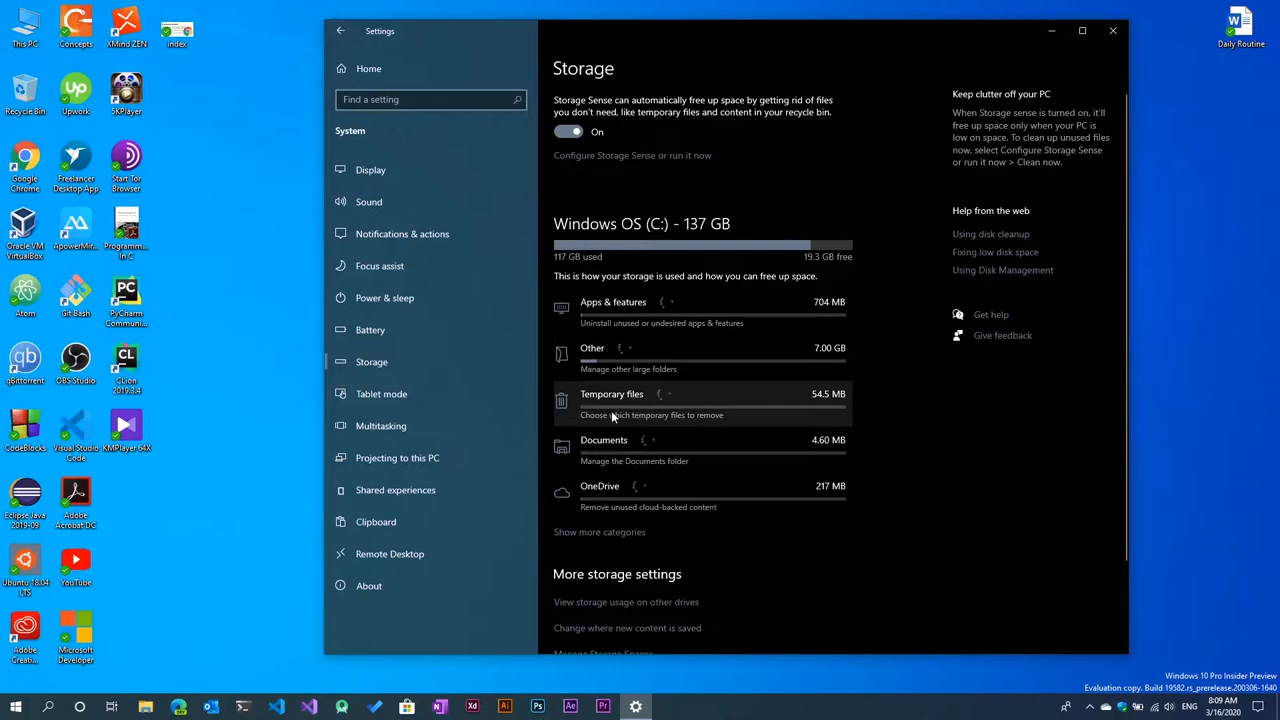 This PC
Concepts
XMind ZEN
index
Recycle Bin
Upwork
5KPlayer
Google
Chrome
Freelancer
Desktop App
Start Tor
Browser
Oracle VM
VirtualBox
ApowerMir...
Programm...
In C
Atom
Git Bash
PyCharm
Communi...
qBittorrent
OBS Studio
CLion
2019.3.4
Codeblocks
Visual Studio
Code
KMPlayer 64X
Eclipse Java
2019-09
Adobe
Acrobat DC
Ubuntu 18.04
LTS
YouTube
Adobe
Creati...
Microsoft
Developer
Daily Routine
Settings
Home
Find a setting
System
Display
Sound
Notifications & actions
Focus assist
Power & sleep
Battery
Storage
Tablet mode
Multitasking
Projecting to this PC
Shared experiences
Clipboard
Remote Desktop
About
Storage
Storage Sense can automatically free up space by getting rid of files
you don't need, like temporary files and content in your recycle bin.
On
Configure Storage Sense or run it now
Windows OS (C:) - 137 GB
117 GB used
19.3 GB free
This is how your storage is used and how you can free up space.
Apps & features
704 MB
Uninstall unused or undesired apps & features
Other
7.00 GB
Manage other large folders
Temporary files
54.5 MB
Choose which temporary files to remove
Documents
4.60 MB
Manage the Documents folder
OneDrive
217 MB
Remove unused cloud-backed content
Show more categories
More storage settings
View storage usage on other drives
Change where new content is saved
Manage Storage Spaces
Keep clutter off your PC
When Storage sense is turned on, it'll
free up space only when your PC is
low on space. To clean up unused files
now, select Configure Storage Sense
or run it now > Clean now.
Help from the web
Using disk cleanup
Fixing low disk space
Using Disk Management
Get help
Give feedback
Windows 10 Pro Insider Preview
Evaluation copy. Build 19582.rs_prerelease.200306-1640
Xd
Ai
Ps
Ae
Pr
ENG
8:09 AM
3/16/2020